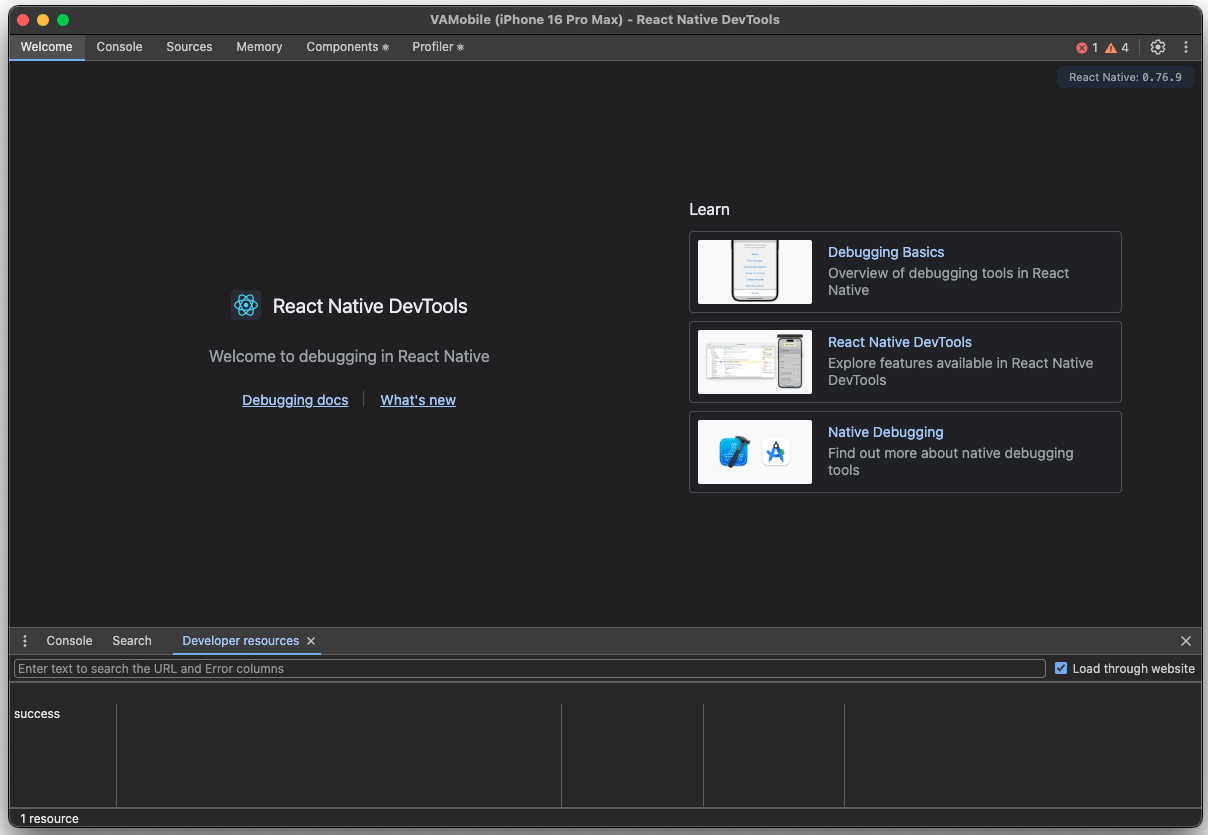 VAMobile (iPhone 16 Pro Max) - React Native DevTools
Welcome Console Sources Memory Components ⚛ Profiler ⚛ 1 4
React Native: 0.76.9
Learn
Debugging Basics
Overview of debugging tools in React
Native
React Native DevTools
Explore features available in React Native
DevTools
Native Debugging
Find out more about native debugging
tools
React Native DevTools
Welcome to debugging in React Native
Debugging docs What's new
Console Search Developer resources
Enter text to search the URL and Error columns Load through website
success
1 resource